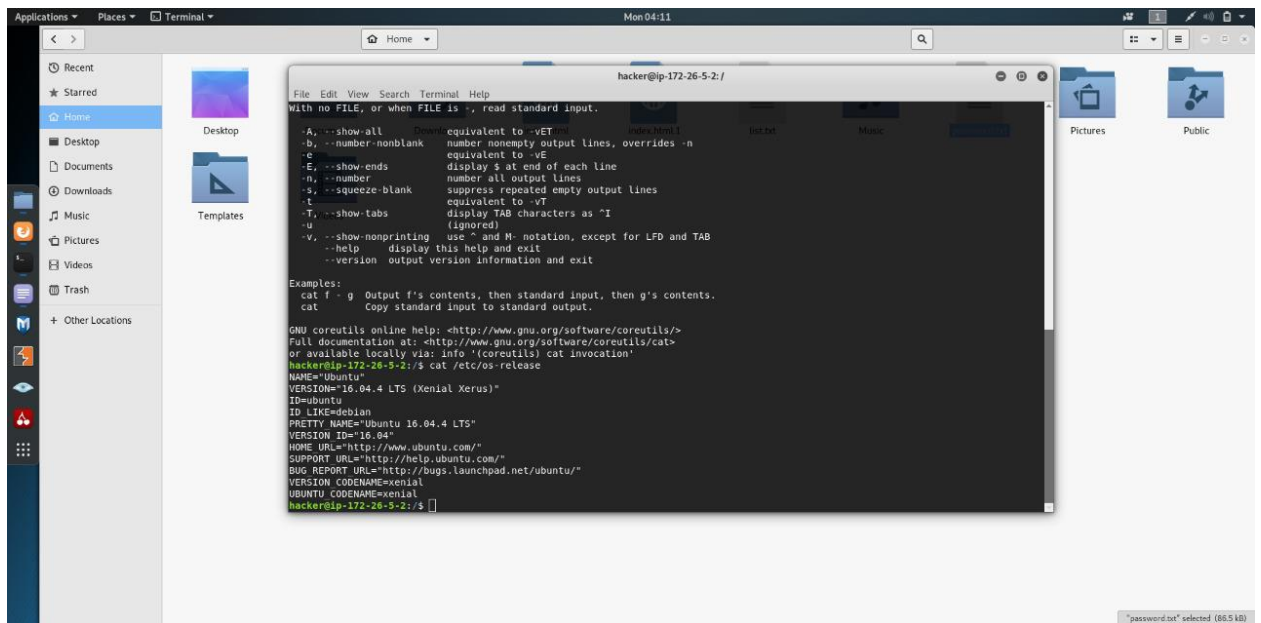 Applications Places Terminal Mon 04:11 1
Home
Recent
Starred
Home
Desktop
Documents
Downloads
Music
Pictures
Videos
Trash
+ Other Locations
Desktop
Templates
Pictures
Public
hacker@ip-172-26-5-2: /
File Edit View Search Terminal Help
With no FILE, or when FILE is -, read standard input.
-A, --show-all equivalent to -vET
-b, --number-nonblank number nonempty output lines, overrides -n
-e equivalent to -vE
-E, --show-ends display $ at end of each line
-n, --number number all output lines
-s, --squeeze-blank suppress repeated empty output lines
-t equivalent to -vT
-T, --show-tabs display TAB characters as ^I
-u (ignored)
-v, --show-nonprinting use ^ and M- notation, except for LFD and TAB
--help display this help and exit
--version output version information and exit
Examples:
cat f - g Output f's contents, then standard input, then g's contents.
cat Copy standard input to standard output.
GNU coreutils online help: <http://www.gnu.org/software/coreutils/>
Full documentation at: <http://www.gnu.org/software/coreutils/cat>
or available locally via: info '(coreutils) cat invocation'
hacker@ip-172-26-5-2:/$ cat /etc/os-release
NAME="Ubuntu"
VERSION="16.04.4 LTS (Xenial Xerus)"
ID=ubuntu
ID_LIKE=debian
PRETTY_NAME="Ubuntu 16.04.4 LTS"
VERSION_ID="16.04"
HOME_URL="http://www.ubuntu.com/"
SUPPORT_URL="http://help.ubuntu.com/"
BUG_REPORT_URL="http://bugs.launchpad.net/ubuntu/"
VERSION_CODENAME=xenial
UBUNTU_CODENAME=xenial
hacker@ip-172-26-5-2:/$
index.html.1
list.txt
Music
"password.txt" selected (86.5 kB)